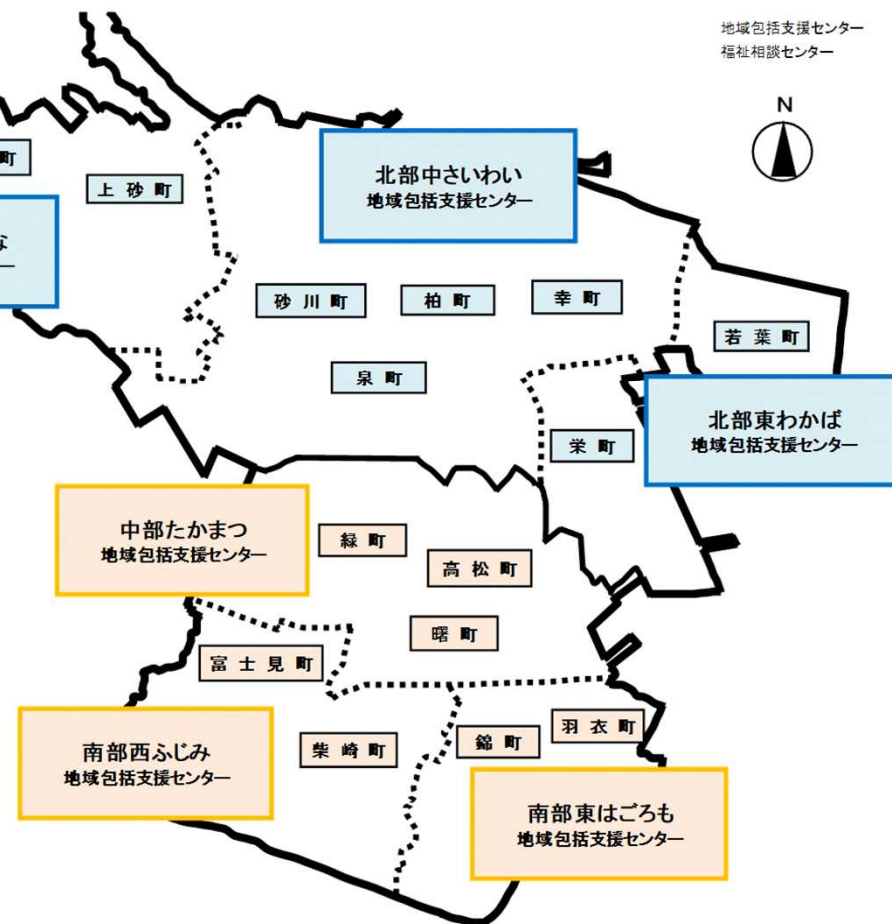 地域包括支援センター
福祉相談センター
N
町
上砂町
北部中さいわい
地域包括支援センター
砂川町
柏町
幸町
若葉町
泉町
北部東わかば
地域包括支援センター
栄町
中部たかまつ
地域包括支援センター
緑町
高松町
曙町
富士見町
南部西ふじみ
地域包括支援センター
柴崎町
錦町
羽衣町
南部東はごろも
地域包括支援センター